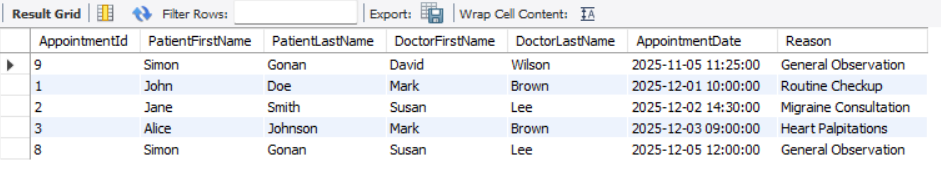 Result Grid Filter Rows: Export: Wrap Cell Content: IA
AppointmentId PatientFirstName PatientLastName DoctorFirstName DoctorLastName AppointmentDate Reason
9 Simon Gonan David Wilson 2025-11-05 11:25:00 General Observation
1 John Doe Mark Brown 2025-12-01 10:00:00 Routine Checkup
2 Jane Smith Susan Lee 2025-12-02 14:30:00 Migraine Consultation
3 Alice Johnson Mark Brown 2025-12-03 09:00:00 Heart Palpitations
8 Simon Gonan Susan Lee 2025-12-05 12:00:00 General Observation